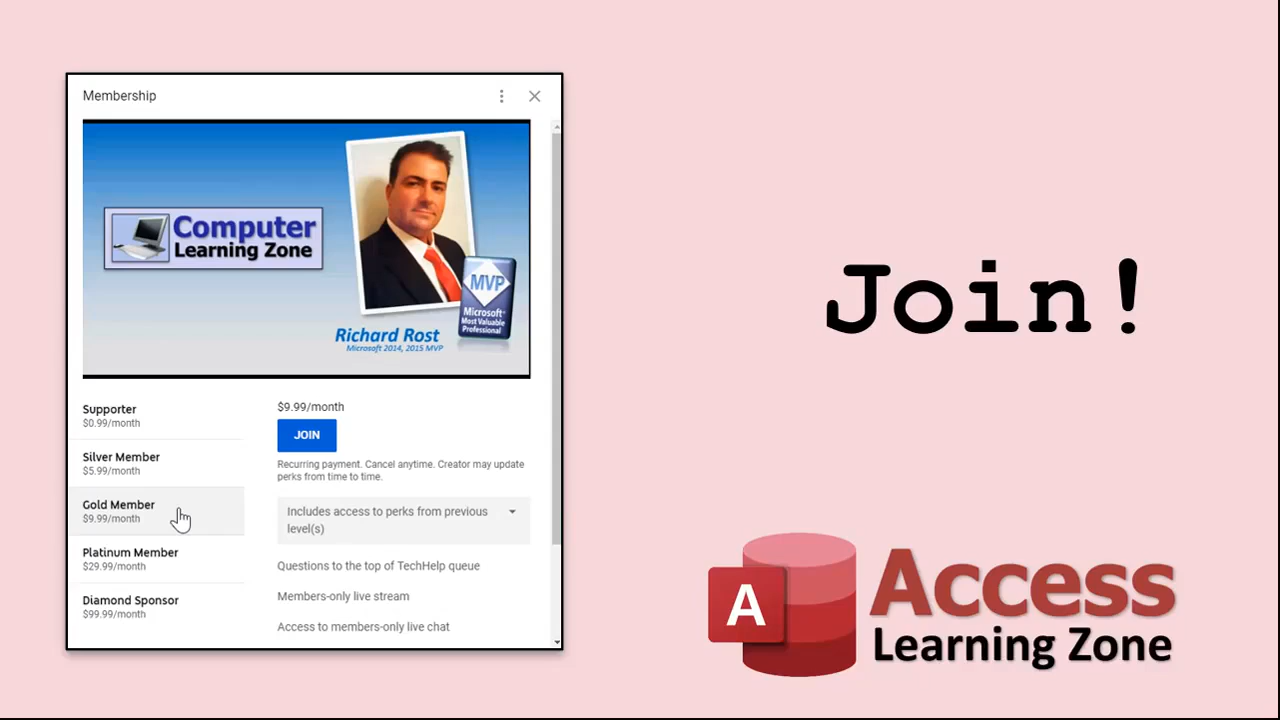 Membership
Computer
Learning Zone
MVP
Microsoft®
Most Valuable
Professional
Richard Rost
Microsoft 2014, 2015 MVP
Supporter
$0.99/month
Silver Member
$5.99/month
Gold Member
$9.99/month
Platinum Member
$29.99/month
Diamond Sponsor
$99.99/month
$9.99/month
JOIN
Recurring payment. Cancel anytime. Creator may update
perks from time to time.
Includes access to perks from previous
level(s)
Questions to the top of TechHelp queue
Members-only live stream
Access to members-only live chat
Join!
A
Access
Learning Zone